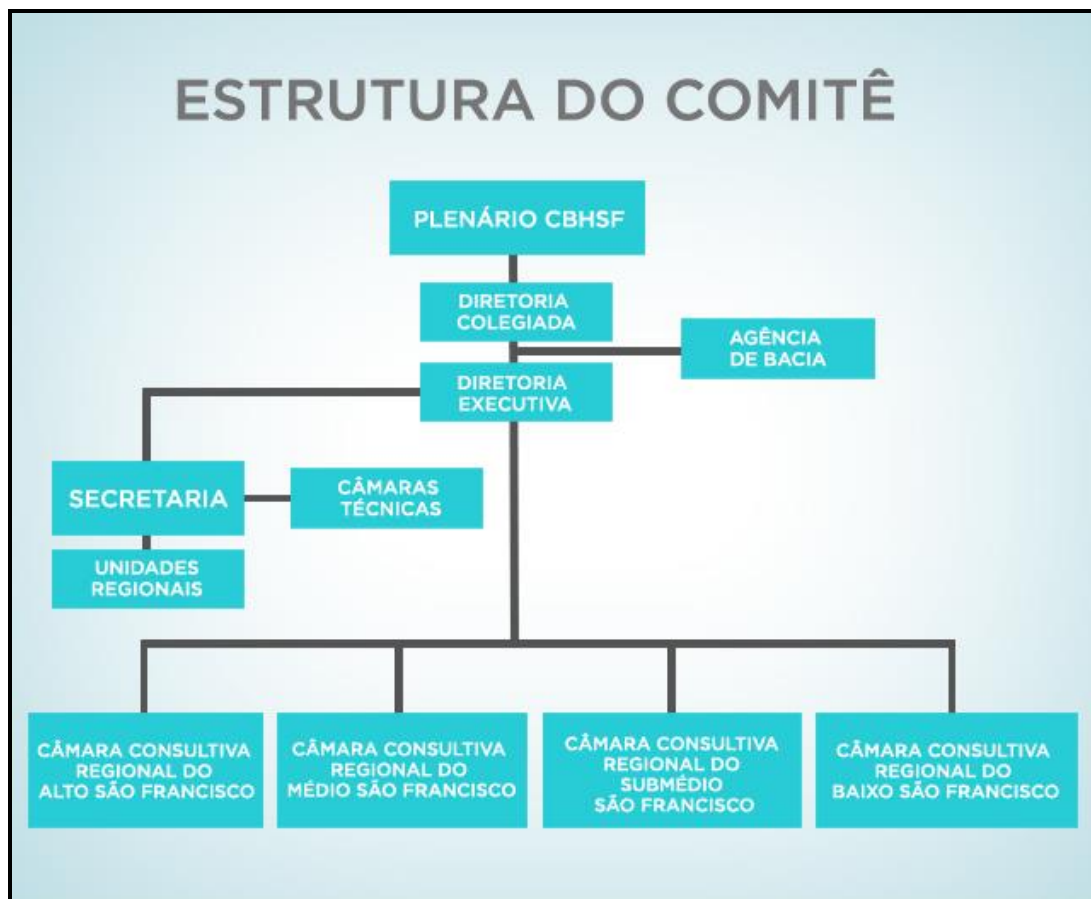 ESTRUTURA DO COMITÊ
PLENÁRIO CBHSF
DIRETORIA
COLEGIADA
AGÊNCIA
DE BACIA
DIRETORIA
EXECUTIVA
SECRETARIA
CÂMARAS
TÉCNICAS
UNIDADES
REGIONAIS
CÂMARA CONSULTIVA
REGIONAL DO
ALTO SÃO FRANCISCO
CÂMARA CONSULTIVA
REGIONAL DO
MÉDIO SÃO FRANCISCO
CÂMARA CONSULTIVA
REGIONAL DO
SUBMÉDIO
SÃO FRANCISCO
CÂMARA CONSULTIVA
REGIONAL DO
BAIXO SÃO FRANCISCO